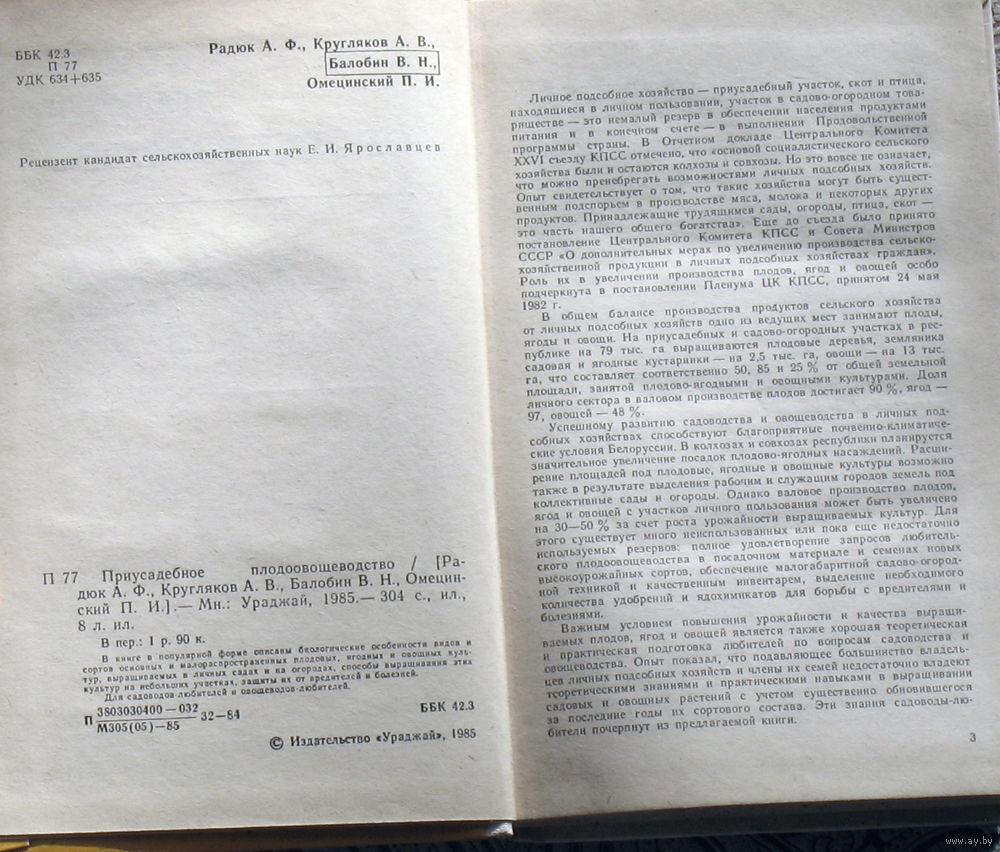 ББК 42.3
П 77
УДК 634+635
Радюк А. Ф., Кругляков А. В.,
Балобин В. Н.,
Омецинский П. И.
Рецензент кандидат сельскохозяйственных наук Е. И. Ярославцев
П 77 Приусадебное плодоовощеводство / [Ра-
дюк А. Ф., Кругляков А. В., Балобин В. Н., Омецин-
ский П. И.].— Мн.: Ураджай, 1985.— 304 с., ил.,
8 л. ил.
В пер.: 1 р. 90 к.
В книге в популярной форме описаны биологические особенности видов и
сортов основных и малораспространенных плодовых, ягодных и овощных куль-
тур, выращиваемых в личных садах и на огородах, способы выращивания этих
культур на небольших участках, защиты их от вредителей и болезней.
Для садоводов-любителей и овощеводов-любителей.
П 3803030400—032
М305(05)—85 32—84
ББК 42.3
© Издательство «Ураджай», 1985
Личное подсобное хозяйство — приусадебный участок, скот и птица,
находящиеся в личном пользовании, участок в садово-огородном това-
риществе — это немалый резерв в обеспечении населения продуктами
питания и в конечном счете — в выполнении Продовольственной
программы страны. В Отчетном докладе Центрального Комитета
XXVI съезду КПСС отмечено, что «основой социалистического сельского
хозяйства были и остаются колхозы и совхозы. Но это вовсе не означает,
что можно пренебрегать возможностями личных подсобных хозяйств.
Опыт свидетельствует о том, что такие хозяйства могут быть сущест-
венным подспорьем в производстве мяса, молока и некоторых других
продуктов. Принадлежащие трудящимся сады, огороды, птица, скот —
это часть нашего общего богатства». Еще до съезда было принято
постановление Центрального Комитета КПСС и Совета Министров
СССР «О дополнительных мерах по увеличению производства сельско-
хозяйственной продукции в личных подсобных хозяйствах граждан».
Роль их в увеличении производства плодов, ягод и овощей особо
подчеркнута в постановлении Пленума ЦК КПСС, принятом 24 мая
1982 г.
В общем балансе производства продуктов сельского хозяйства
от личных подсобных хозяйств одно из ведущих мест занимают плоды,
ягоды и овощи. На приусадебных и садово-огородных участках в рес-
публике на 79 тыс. га выращиваются плодовые деревья, земляника
садовая и ягодные кустарники — на 2,5 тыс. га, овощи — на 13 тыс.
га, что составляет соответственно 50, 85 и 25 % от общей земельной
площади, занятой плодово-ягодными и овощными культурами. Доля
личного сектора в валовом производстве плодов достигает 90 %, ягод —
97, овощей — 48 %.
Успешному развитию садоводства и овощеводства в личных под-
собных хозяйствах способствуют благоприятные почвенно-климатиче-
ские условия Белоруссии. В колхозах и совхозах республики планируется
значительное увеличение посадок плодово-ягодных насаждений. Расши-
рение площадей под плодовые, ягодные и овощные культуры возможно
также в результате выделения рабочим и служащим городов земель под
коллективные сады и огороды. Однако валовое производство плодов,
ягод и овощей с участков личного пользования может быть увеличено
на 30—50 % за счет роста урожайности выращиваемых культур. Для
этого существует много неиспользованных или пока еще недостаточно
используемых резервов: полное удовлетворение запросов любитель-
ского плодоовощеводства в посадочном материале и семенах новых
высокоурожайных сортов, обеспечение малогабаритной садово-огород-
ной техникой и качественным инвентарем, выделение необходимого
количества удобрений и ядохимикатов для борьбы с вредителями и
болезнями.
Важным условием повышения урожайности и качества выращи-
ваемых плодов, ягод и овощей является также хорошая теоретическая
и практическая подготовка любителей по вопросам садоводства и
овощеводства. Опыт показал, что подавляющее большинство владель-
цев личных подсобных хозяйств и члены их семей недостаточно владеют
теоретическими знаниями и практическими навыками в выращивании
садовых и овощных растений с учетом существенно обновившегося
за последние годы их сортового состава. Эти знания садоводы-лю-
бители почерпнут из предлагаемой книги.
3
www.ay.by